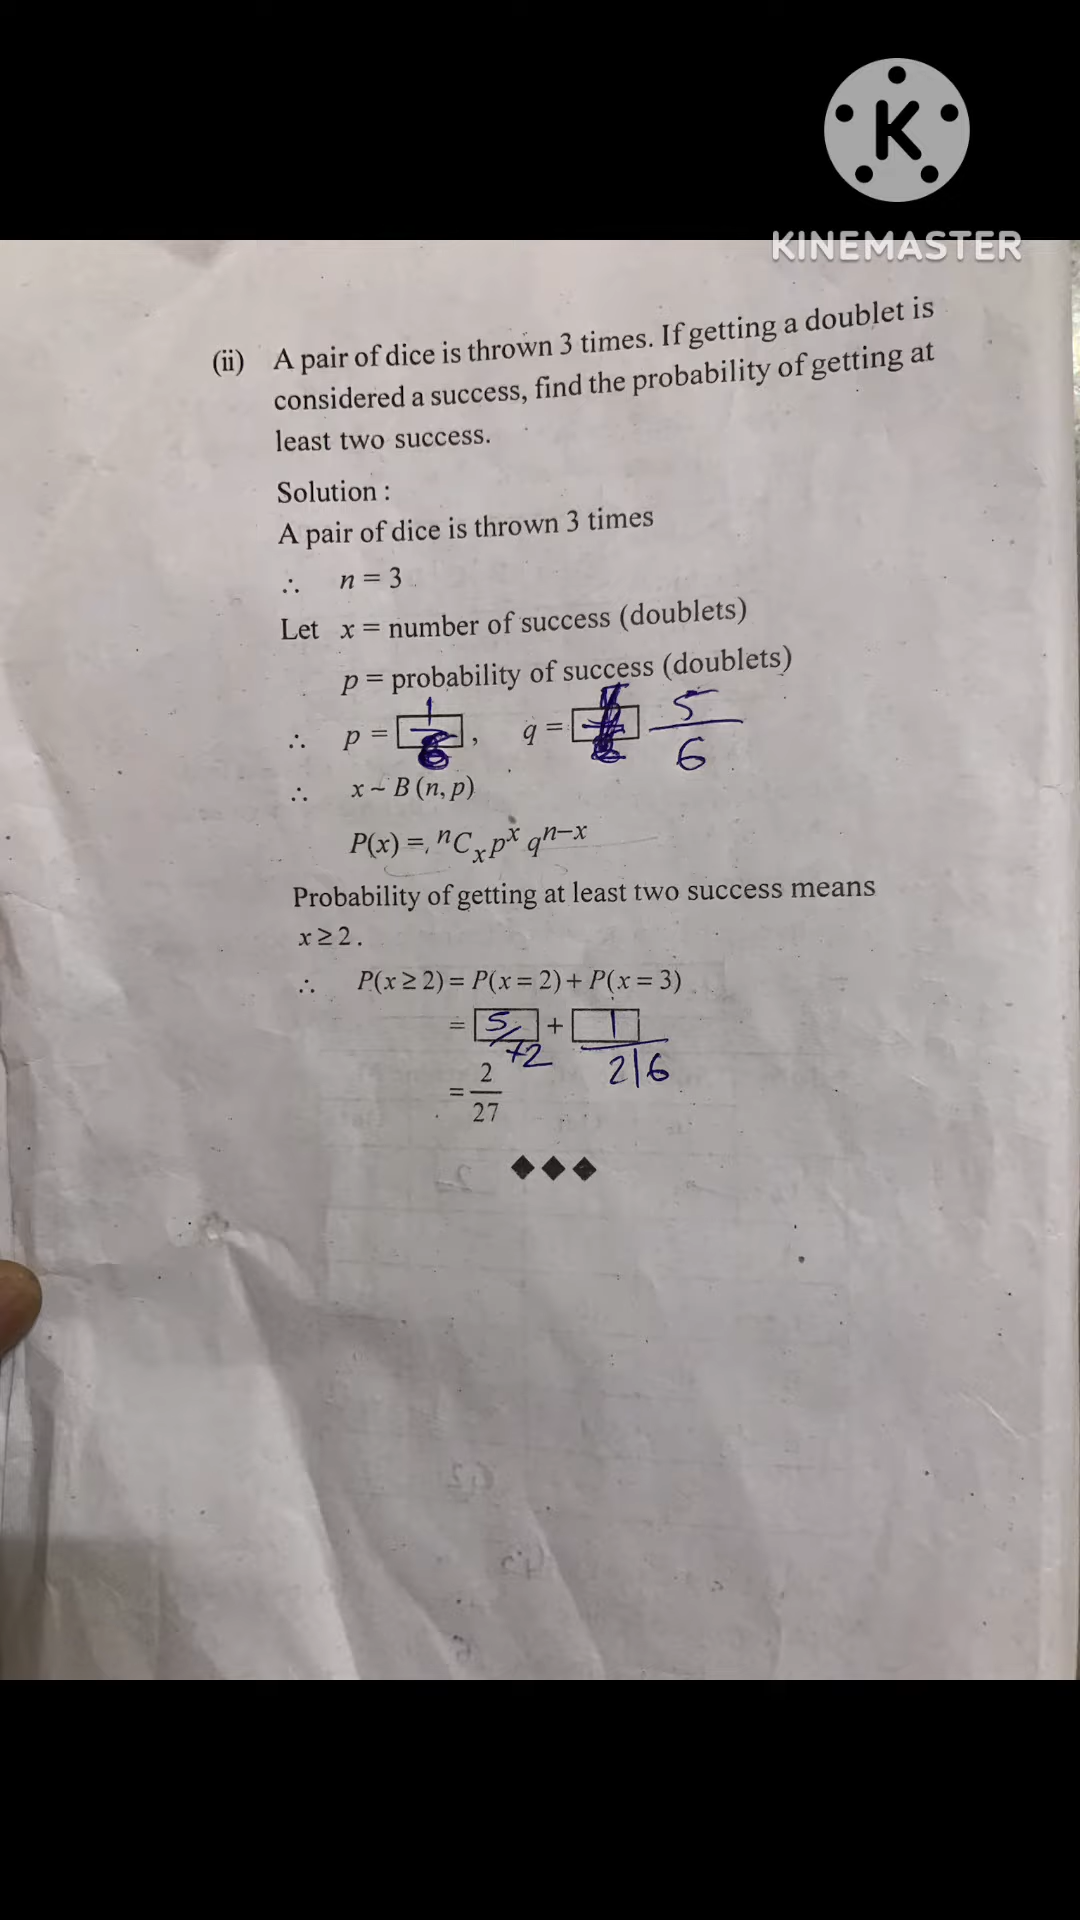 K
KINEMASTER
(ii) A pair of dice is thrown 3 times. If getting a doublet is
considered a success, find the probability of getting at
least two success.
Solution :
A pair of dice is thrown 3 times
∴ n = 3
Let x = number of success (doublets)
p = probability of success (doublets)
∴ p = 1/6, q = 5/6
∴ x ~ B (n, p)
P(x) = ⁿCₓ pˣ qⁿ⁻ˣ
Probability of getting at least two success means
x ≥ 2.
∴ P(x ≥ 2) = P(x = 2) + P(x = 3)
= 5/72 + 1/216
= 2/27
◆◆◆